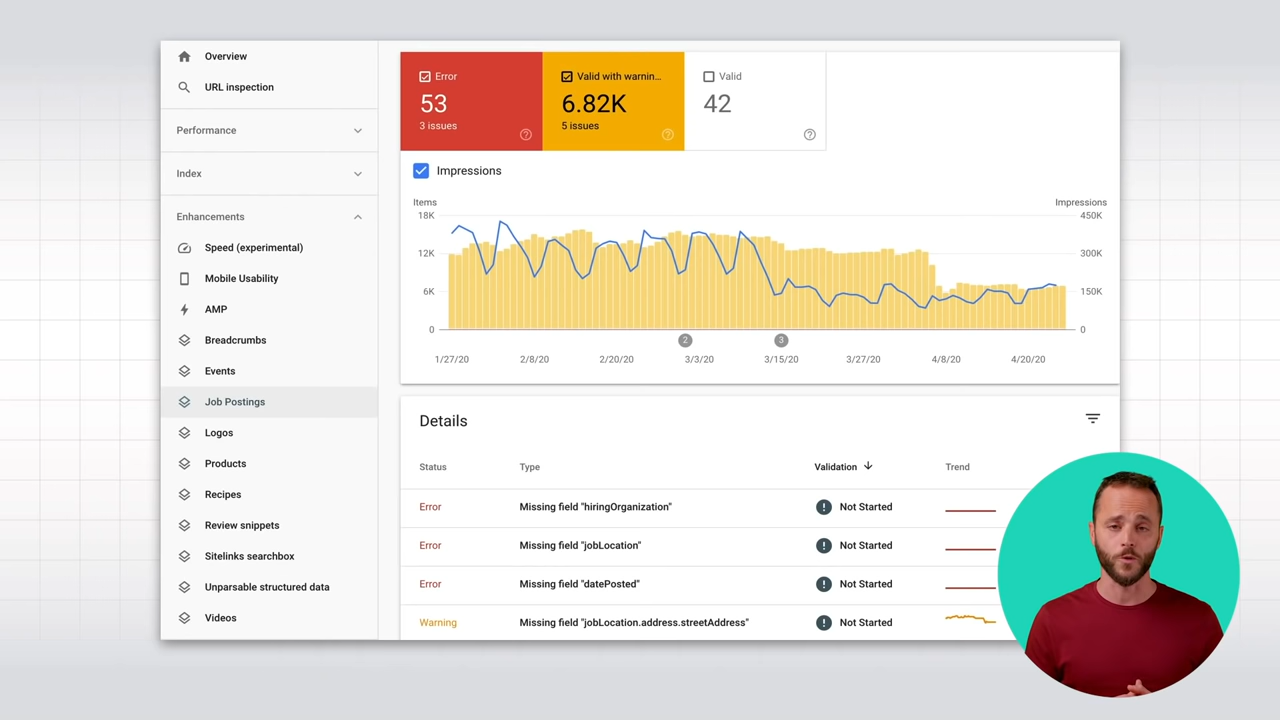 Overview
URL inspection
Performance
Index
Enhancements
Speed (experimental)
Mobile Usability
AMP
Breadcrumbs
Events
Job Postings
Logos
Products
Recipes
Review snippets
Sitelinks searchbox
Unparsable structured data
Videos
Error
53
3 issues
Valid with warnin...
6.82K
5 issues
Valid
42
Impressions
Items
Impressions
18K
450K
12K
300K
6K
150K
0
0
2
3
1/27/20
2/8/20
2/20/20
3/3/20
3/15/20
3/27/20
4/8/20
4/20/20
Details
Status Type Validation Trend
Error Missing field "hiringOrganization" Not Started
Error Missing field "jobLocation" Not Started
Error Missing field "datePosted" Not Started
Warning Missing field "jobLocation.address.streetAddress" Not Started